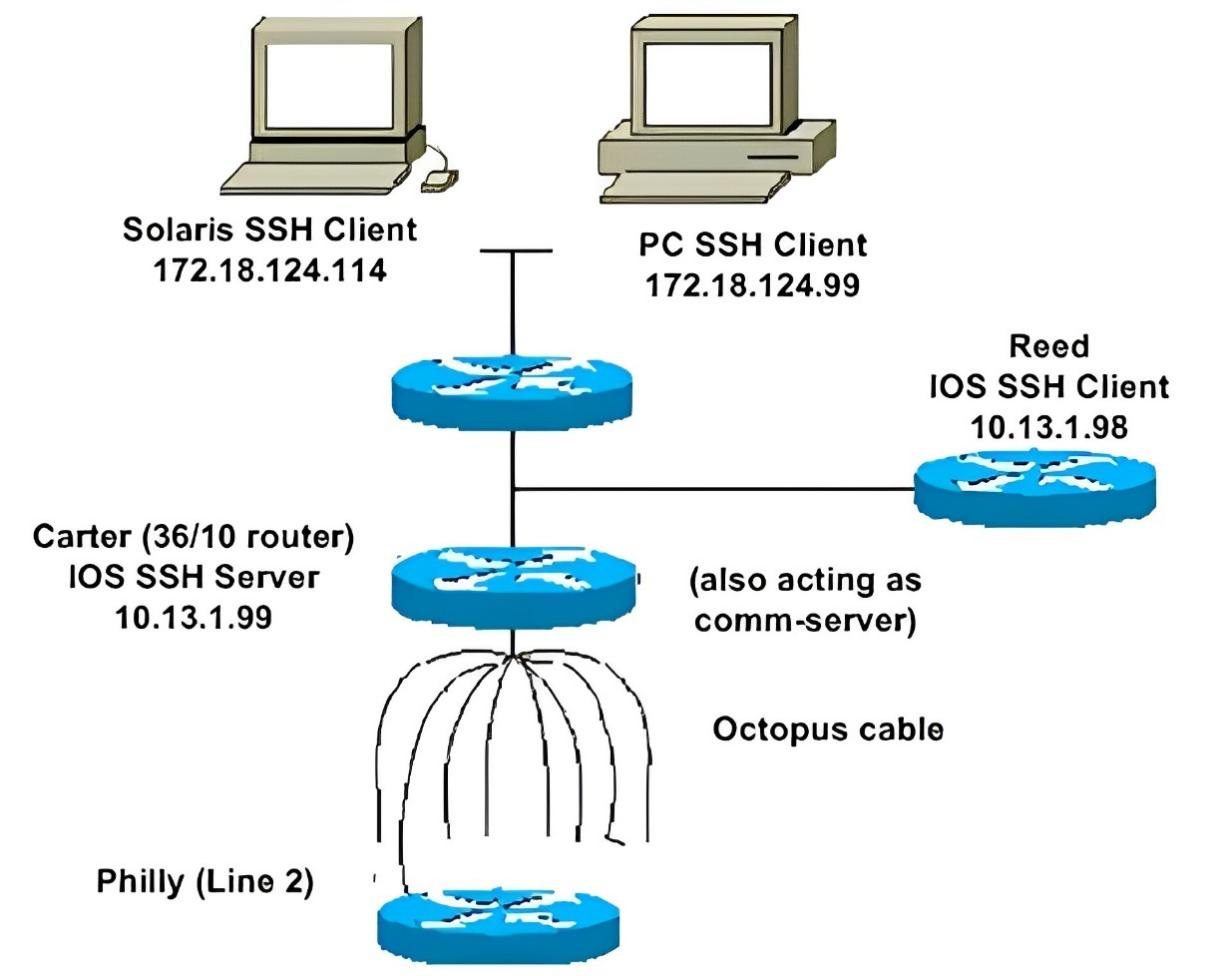 Solaris SSH Client
172.18.124.114
PC SSH Client
172.18.124.99
Reed
IOS SSH Client
10.13.1.98
Carter (36/10 router)
IOS SSH Server
10.13.1.99
(also acting as
comm-server)
Octopus cable
Philly (Line 2)